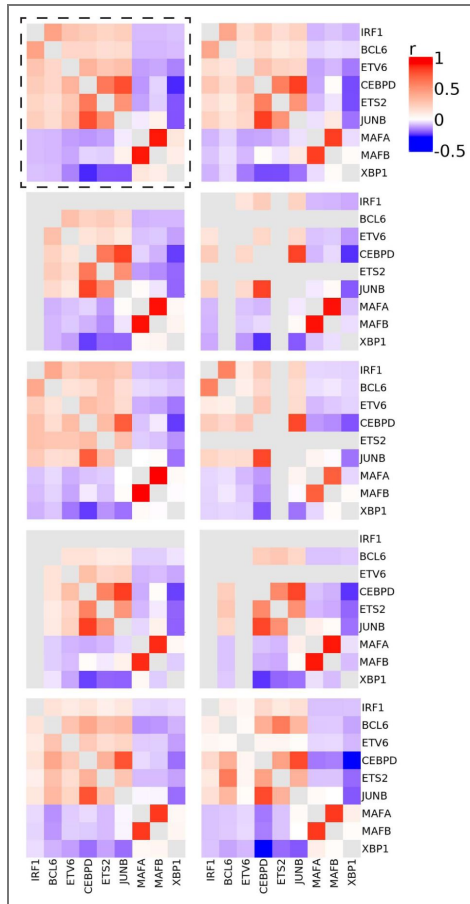 IRF1
BCL6
ETV6
CEBPD
ETS2
JUNB
MAFA
MAFB
XBP1
r
1
0.5
0
-0.5
IRF1
BCL6
ETV6
CEBPD
ETS2
JUNB
MAFA
MAFB
XBP1
IRF1
BCL6
ETV6
CEBPD
ETS2
JUNB
MAFA
MAFB
XBP1
IRF1
BCL6
ETV6
CEBPD
ETS2
JUNB
MAFA
MAFB
XBP1
IRF1
BCL6
ETV6
CEBPD
ETS2
JUNB
MAFA
MAFB
XBP1
IRF1 BCL6 ETV6 CEBPD ETS2 JUNB MAFA MAFB XBP1 IRF1 BCL6 ETV6 CEBPD ETS2 JUNB MAFA MAFB XBP1